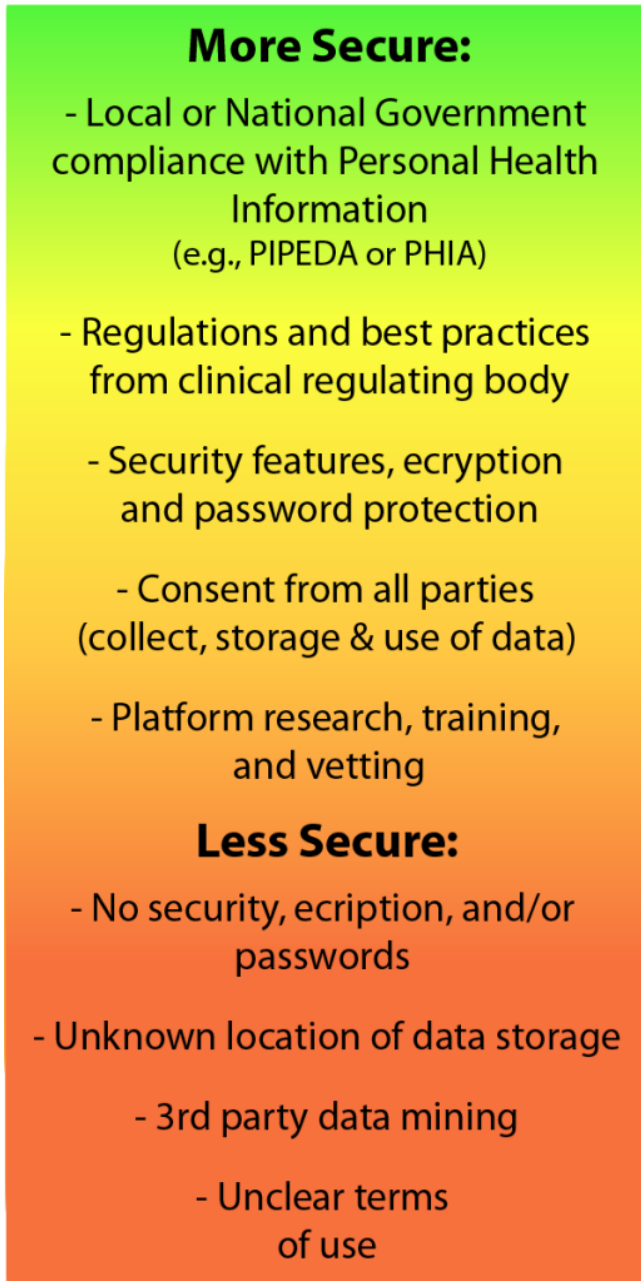 More Secure:
- Local or National Government
compliance with Personal Health
Information
(e.g., PIPEDA or PHIA)
- Regulations and best practices
from clinical regulating body
- Security features, ecryption
and password protection
- Consent from all parties
(collect, storage & use of data)
- Platform research, training,
and vetting
Less Secure:
- No security, ecription, and/or
passwords
- Unknown location of data storage
- 3rd party data mining
- Unclear terms
of use